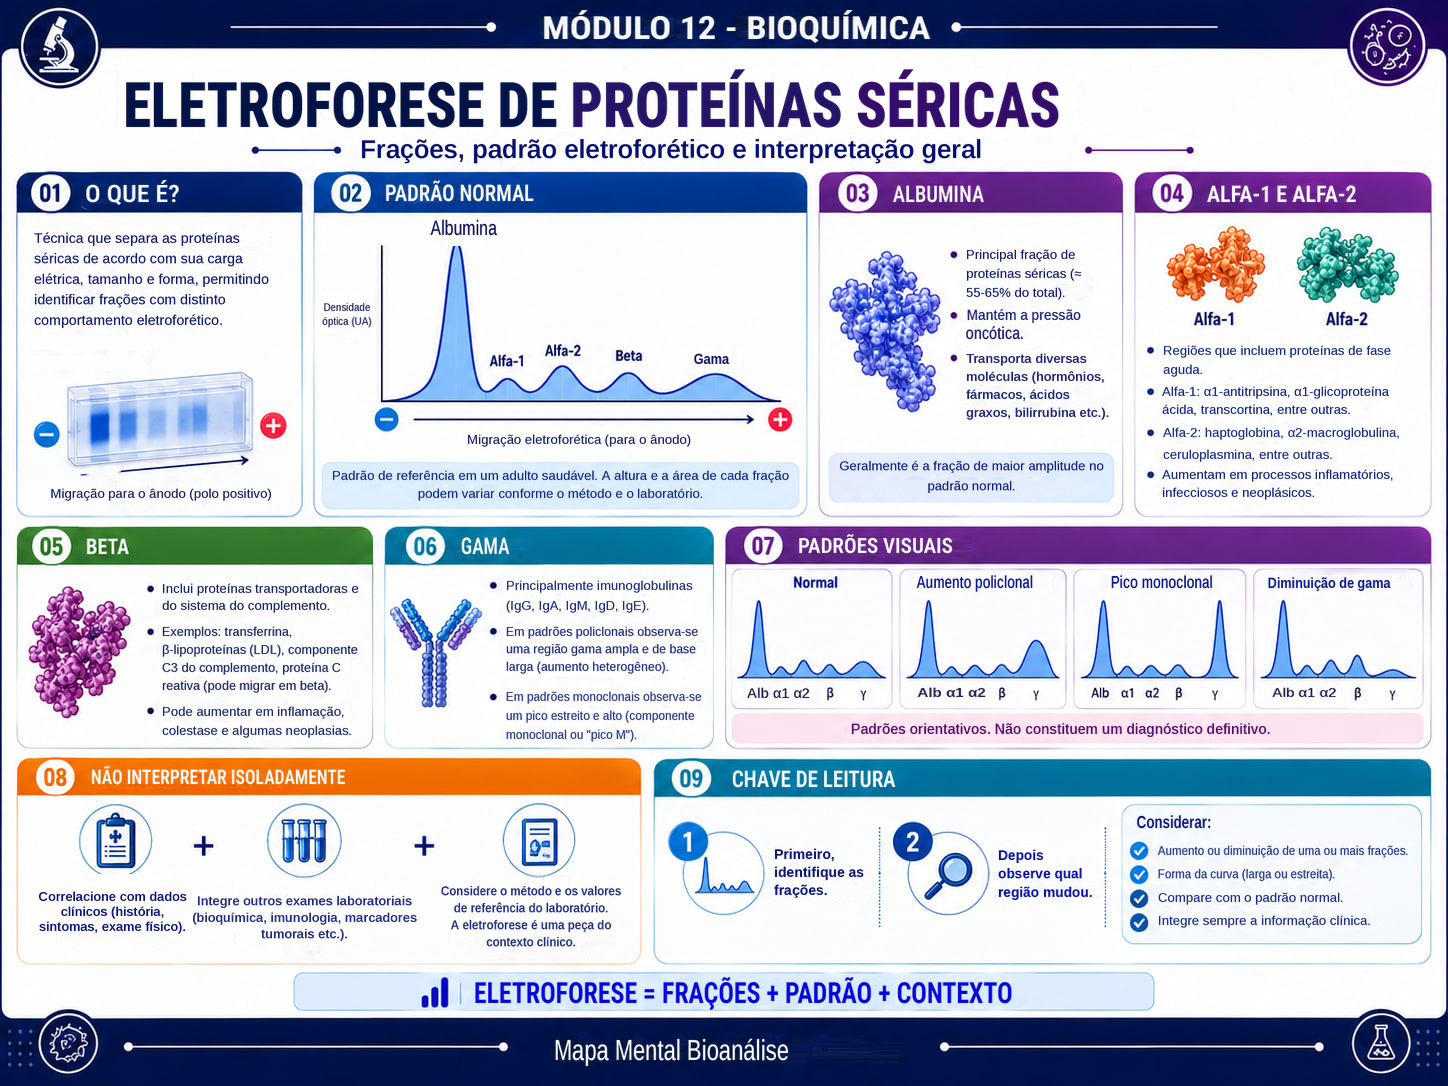 MÓDULO 12 - BIOQUÍMICA
ELETROFORESE DE PROTEÍNAS SÉRICAS
Frações, padrão eletroforético e interpretação geral
01 O QUE É?
Técnica que separa as proteínas
séricas de acordo com sua carga
elétrica, tamanho e forma, permitindo
identificar frações com distinto
comportamento eletroforético.
− +
Migração para o ânodo (polo positivo)
02 PADRÃO NORMAL
Albumina
Densidade
óptica (UA)
Alfa-1
Alfa-2
Beta
Gama
− +
Migração eletroforética (para o ânodo)
Padrão de referência em um adulto saudável. A altura e a área de cada fração
podem variar conforme o método e o laboratório.
03 ALBUMINA
• Principal fração de
proteínas séricas (≈
55-65% do total).
• Mantém a pressão
oncótica.
• Transporta diversas
moléculas (hormônios,
fármacos, ácidos
graxos, bilirrubina etc.).
Geralmente é a fração de maior amplitude no
padrão normal.
04 ALFA-1 E ALFA-2
Alfa-1
Alfa-2
• Regiões que incluem proteínas de fase
aguda.
• Alfa-1: α1-antitripsina, α1-glicoproteína
ácida, transcortina, entre outras.
• Alfa-2: haptoglobina, α2-macroglobulina,
ceruloplasmina, entre outras.
• Aumentam em processos inflamatórios,
infecciosos e neoplásicos.
05 BETA
• Inclui proteínas transportadoras e
do sistema do complemento.
• Exemplos: transferrina,
β-lipoproteínas (LDL), componente
C3 do complemento, proteína C
reativa (pode migrar em beta).
• Pode aumentar em inflamação,
colestase e algumas neoplasias.
06 GAMA
• Principalmente imunoglobulinas
(IgG, IgA, IgM, IgD, IgE).
• Em padrões policlonais observa-se
uma região gama ampla e de base
larga (aumento heterogêneo).
• Em padrões monoclonais observa-se
um pico estreito e alto (componente
monoclonal ou "pico M").
07 PADRÕES VISUAIS
Normal
Alb α1 α2 β γ
Aumento policlonal
Alb α1 α2 β γ
Pico monoclonal
Alb α1 α2 β γ
Diminuição de gama
Alb α1 α2 β γ
Padrões orientativos. Não constituem um diagnóstico definitivo.
08 NÃO INTERPRETAR ISOLADAMENTE
+ +
Correlacione com dados
clínicos (história,
sintomas, exame físico).
Integre outros exames laboratoriais
(bioquímica, imunologia, marcadores
tumorais etc.).
Considere o método e os valores
de referência do laboratório.
A eletroforese é uma peça do
contexto clínico.
09 CHAVE DE LEITURA
1
Primeiro,
identifique as
frações.
2
Depois
observe qual
região mudou.
Considerar:
Aumento ou diminuição de uma ou mais frações.
Forma da curva (larga ou estreita).
Compare com o padrão normal.
Integre sempre a informação clínica.
ELETROFORESE = FRAÇÕES + PADRÃO + CONTEXTO
Mapa Mental Bioanálise